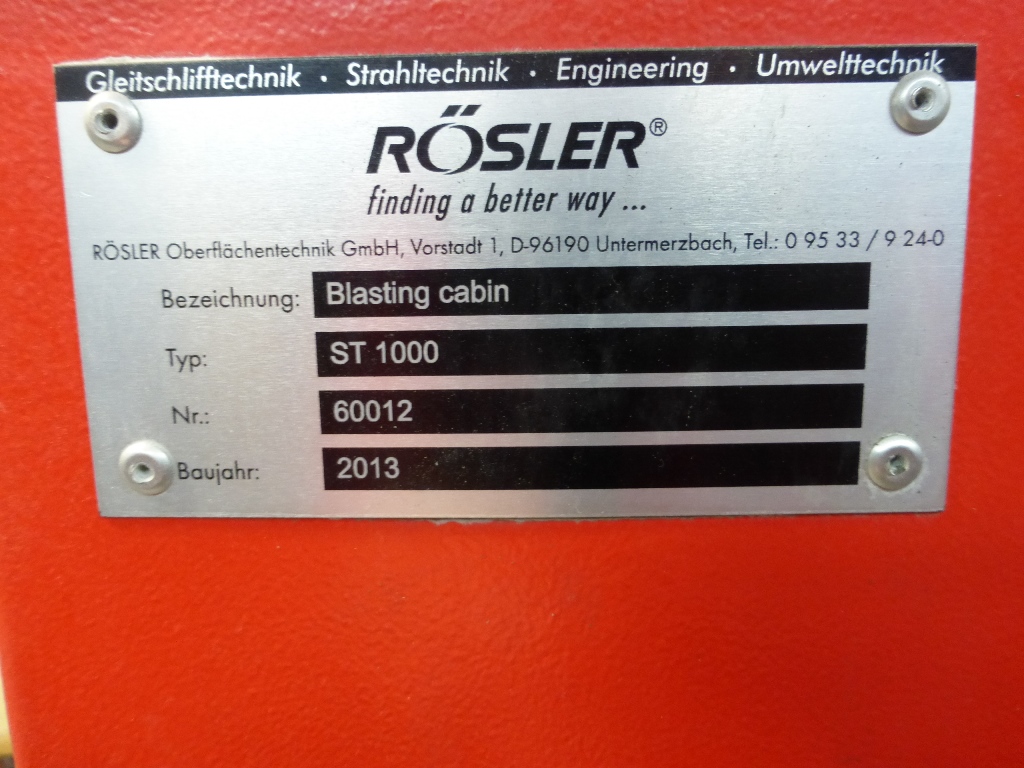 Gleitschlifftechnik · Strahltechnik · Engineering · Umwelttechnik
RÖSLER®
finding a better way ...
RÖSLER Oberflächentechnik GmbH, Vorstadt 1, D-96190 Untermerzbach, Tel.: 0 95 33 / 9 24-0
Bezeichnung: Blasting cabin
Typ: ST 1000
Nr.: 60012
Baujahr: 2013